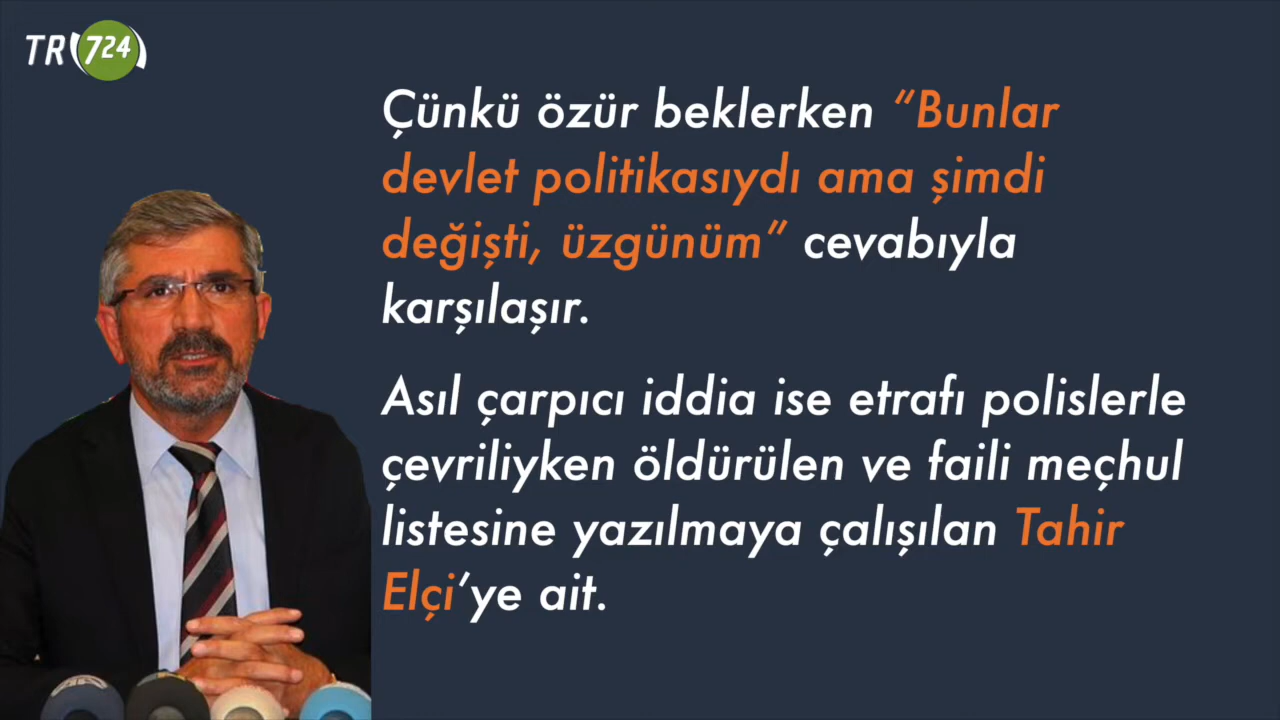 TR724
Çünkü özür beklerken “Bunlar
devlet politikasıydı ama şimdi
değişti, üzgünüm” cevabıyla
karşılaşır.
Asıl çarpıcı iddia ise etrafı polislerle
çevriliyken öldürülen ve faili meçhul
listesine yazılmaya çalışılan Tahir
Elçi’ye ait.